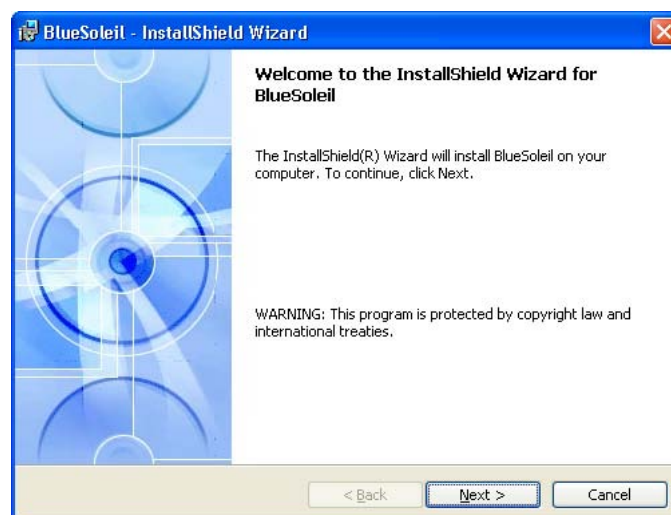 BlueSoleil - InstallShield Wizard
Welcome to the InstallShield Wizard for
BlueSoleil
The InstallShield(R) Wizard will install BlueSoleil on your
computer. To continue, click Next.
WARNING: This program is protected by copyright law and
international treaties.
< Back
Next >
Cancel